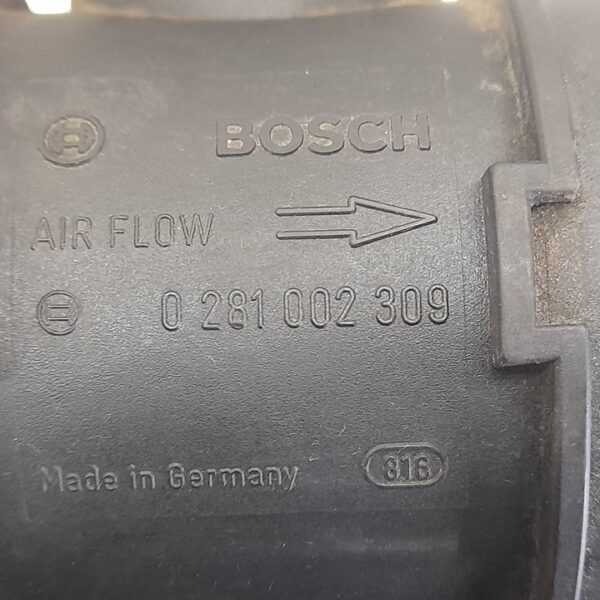 BOSCH
AIR FLOW
0 281 002 309
Made in Germany 816